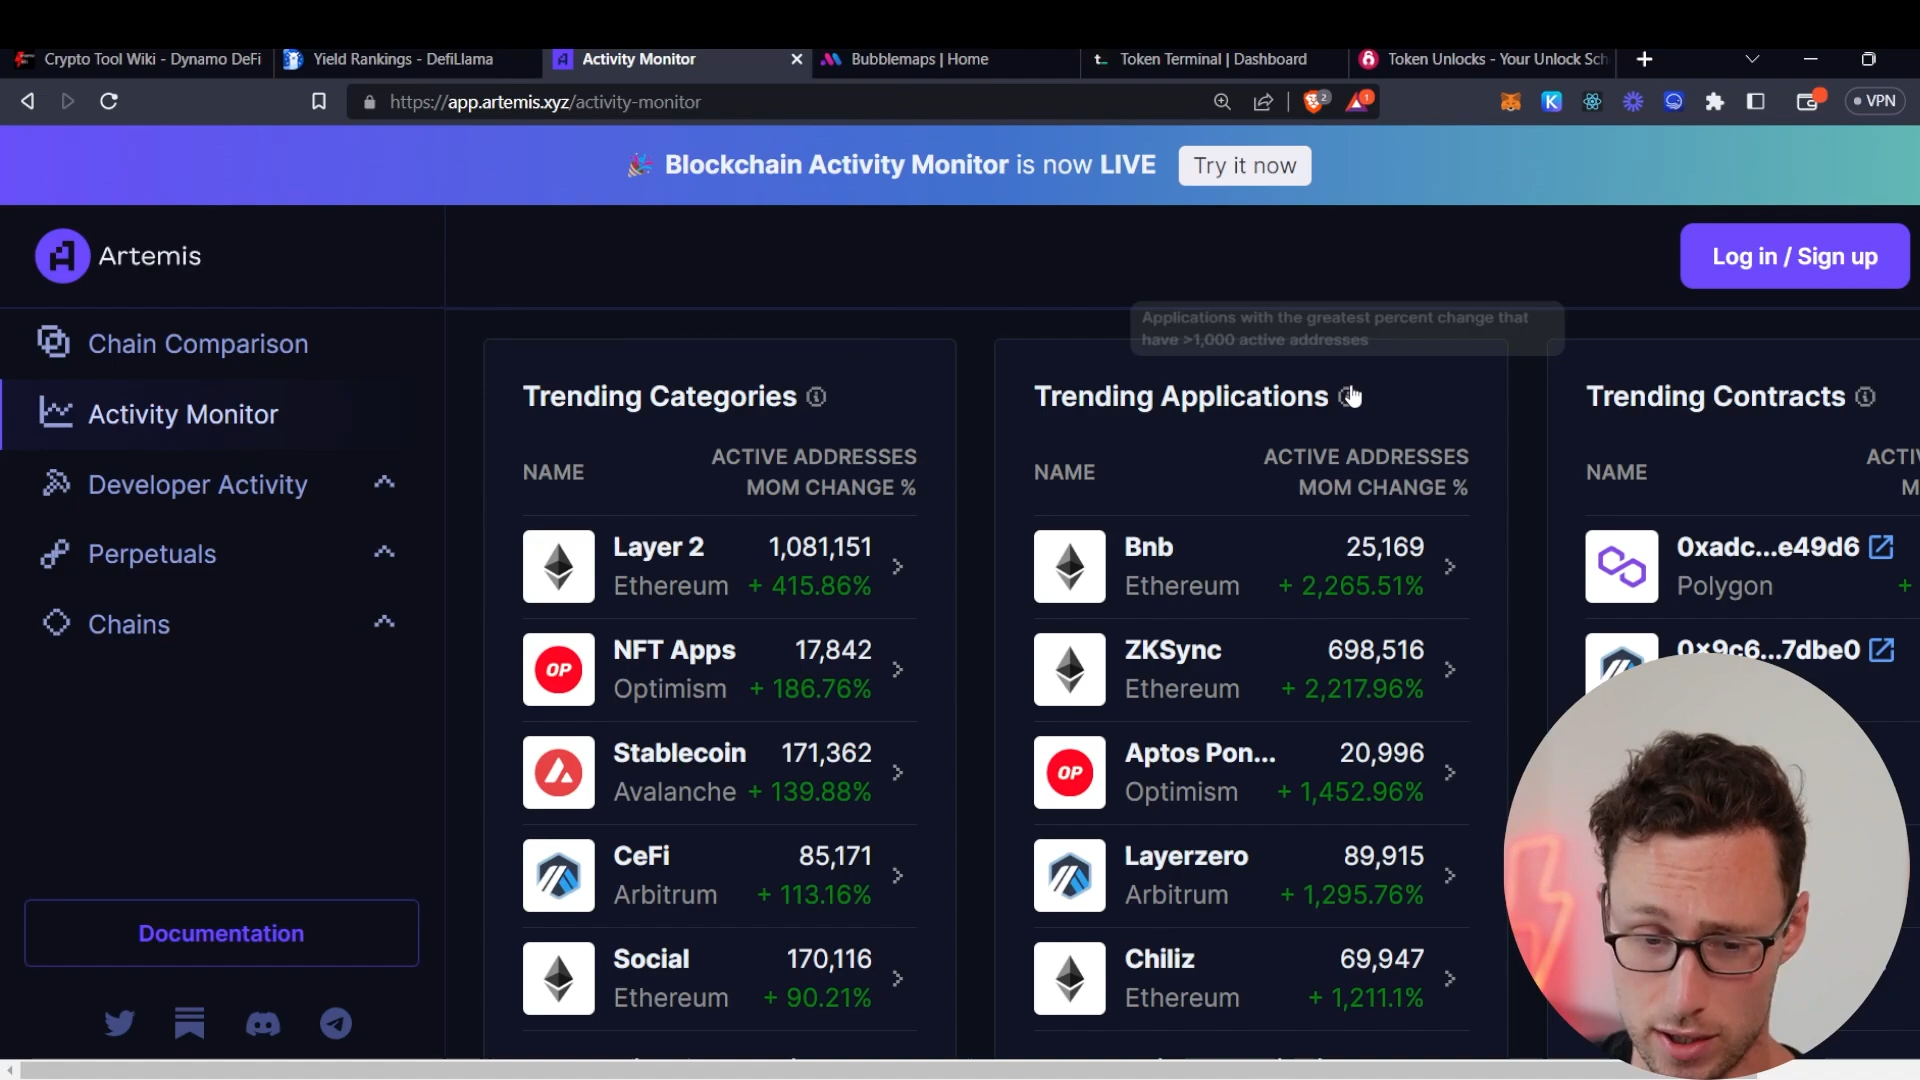 Crypto Tool Wiki - Dynamo DeFi
Yield Rankings - DefiLlama
Activity Monitor
Bubblemaps | Home
Token Terminal | Dashboard
Token Unlocks - Your Unlock Sch
https://app.artemis.xyz/activity-monitor
2
1
K
VPN
Blockchain Activity Monitor is now LIVE
Try it now
Artemis
Log in / Sign up
Chain Comparison
Activity Monitor
Developer Activity
Perpetuals
Chains
Documentation
Applications with the greatest percent change that
have >1,000 active addresses
Trending Categories
NAME
ACTIVE ADDRESSES
MOM CHANGE %
Layer 2
1,081,151
Ethereum
+ 415.86%
OP
NFT Apps
17,842
Optimism
+ 186.76%
Stablecoin
171,362
Avalanche
+ 139.88%
CeFi
85,171
Arbitrum
+ 113.16%
Social
170,116
Ethereum
+ 90.21%
Trending Applications
NAME
ACTIVE ADDRESSES
MOM CHANGE %
Bnb
25,169
Ethereum
+ 2,265.51%
ZKSync
698,516
Ethereum
+ 2,217.96%
OP
Aptos Pon...
20,996
Optimism
+ 1,452.96%
Layerzero
89,915
Arbitrum
+ 1,295.76%
Chiliz
69,947
Ethereum
+ 1,211.1%
Trending Contracts
NAME
ACTIV
M
0xadc...e49d6
Polygon
+
0x9c6...7dbe0